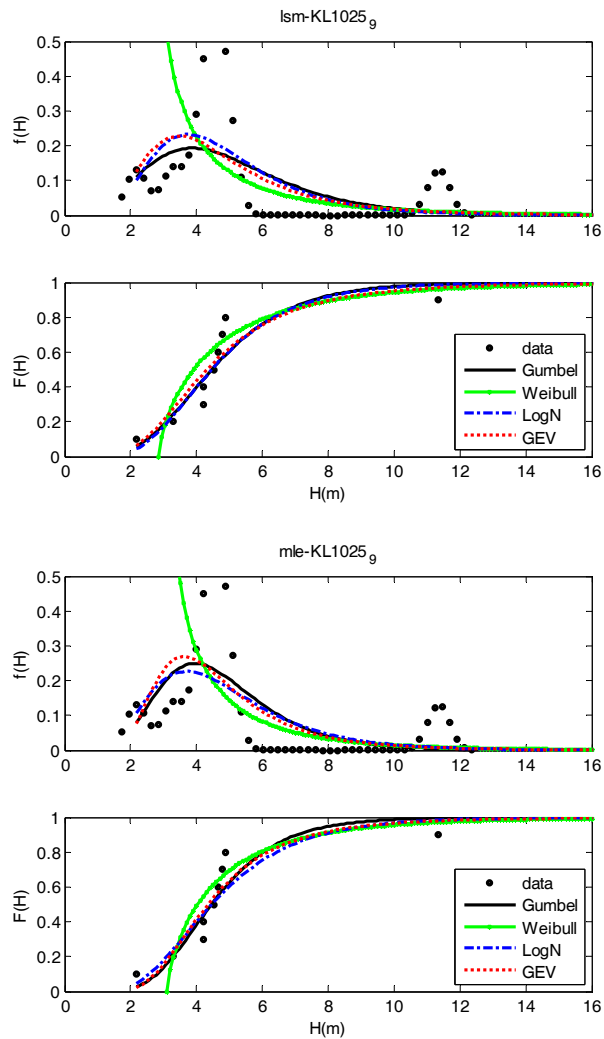 lsm-KL1025₉
f(H)
0.5
0.4
0.3
0.2
0.1
0
0 2 4 6 8 10 12 14 16
F(H)
1
0.8
0.6
0.4
0.2
0
data
Gumbel
Weibull
LogN
GEV
0 2 4 6 8 10 12 14 16
H(m)
mle-KL1025₉
f(H)
0.5
0.4
0.3
0.2
0.1
0
0 2 4 6 8 10 12 14 16
F(H)
1
0.8
0.6
0.4
0.2
0
data
Gumbel
Weibull
LogN
GEV
0 2 4 6 8 10 12 14 16
H(m)